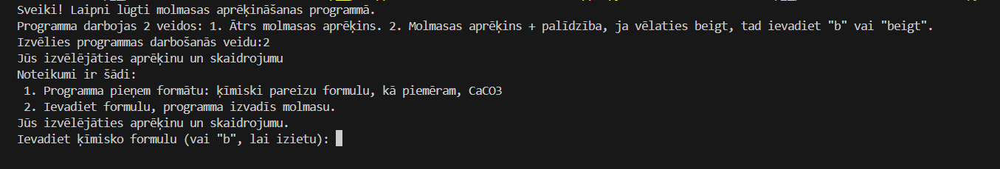 Sveiki! Laipni lūgti molmasas aprēķināšanas programmā.
Programma darbojas 2 veidos: 1. Ātrs molmasas aprēķins. 2. Molmasas aprēķins + palīdzība, ja vēlaties beigt, tad ievadiet "b" vai "beigt".
Izvēlies programmas darbošanās veidu:2
Jūs izvēlējāties aprēķinu un skaidrojumu
Noteikumi ir šādi:
1. Programma pieņem formātu: ķīmiski pareizu formulu, kā piemēram, CaCO3
2. Ievadiet formulu, programma izvadīs molmasu.
Jūs izvēlējāties aprēķinu un skaidrojumu.
Ievadiet ķīmisko formulu (vai "b", lai izietu):